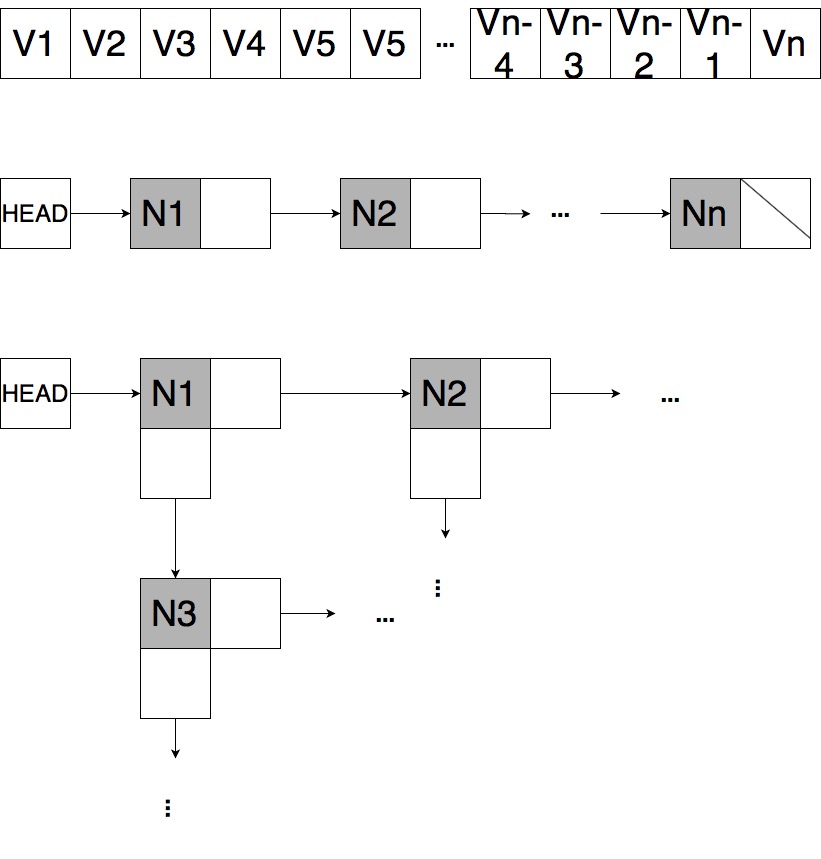 V1 V2 V3 V4 V5 V5 ... Vn-4 Vn-3 Vn-2 Vn-1 Vn
HEAD N1 N2 ... Nn
HEAD N1 N2 ...
...
N3 ...
...